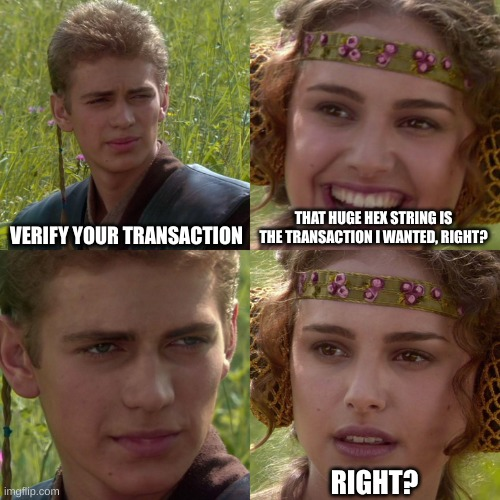 VERIFY YOUR TRANSACTION
THAT HUGE HEX STRING IS
THE TRANSACTION I WANTED, RIGHT?
RIGHT?
imgflip.com